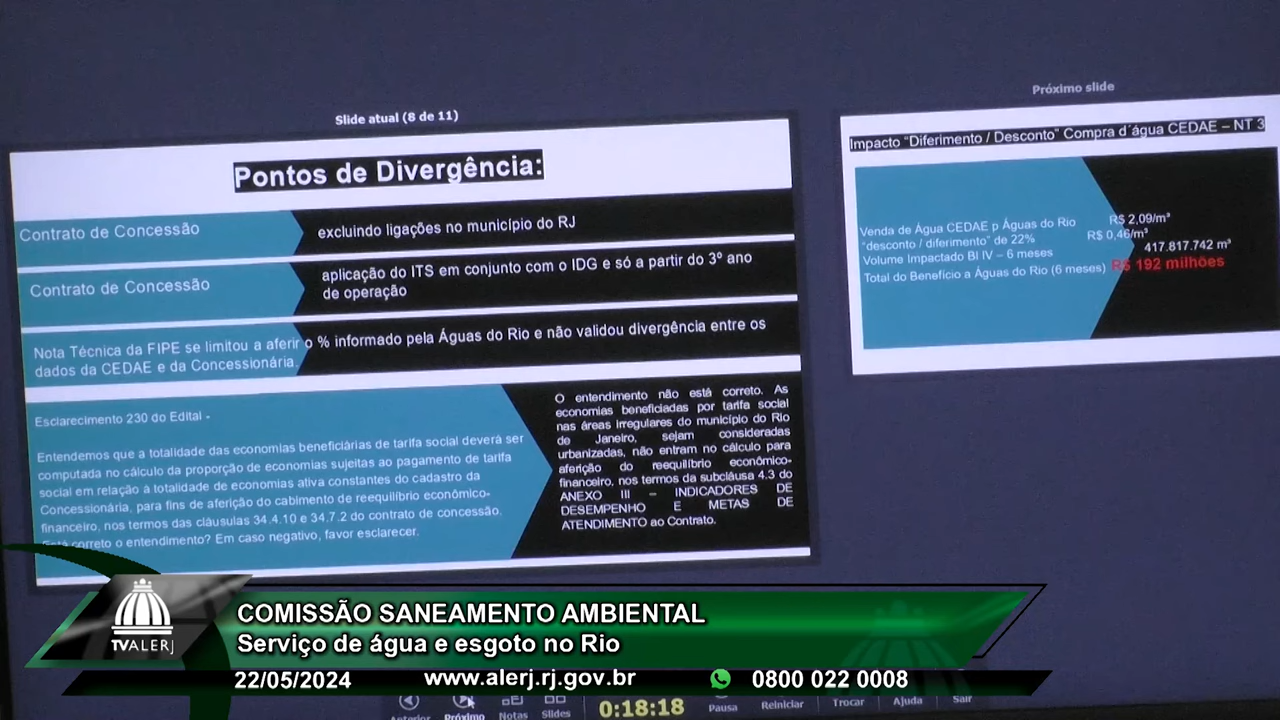 Slide atual (8 de 11)
Próximo slide
Pontos de Divergência:
Contrato de Concessão
excluindo ligações no município do RJ
Contrato de Concessão
aplicação do ITS em conjunto com o IDG e só a partir do 3º ano
de operação
Nota Técnica da FIPE se limitou a aferir o % informado pela Águas do Rio e não validou divergência entre os
dados da CEDAE e da Concessionária.
Esclarecimento 230 do Edital -
Entendemos que a totalidade das economias beneficiárias de tarifa social deverá ser
computada no cálculo da proporção de economias sujeitas ao pagamento de tarifa
social em relação à totalidade de economias ativa constantes do cadastro da
Concessionária, para fins de aferição do cabimento de reequilíbrio econômico-
financeiro, nos termos das cláusulas 34.4.10 e 34.7.2 do contrato de concessão.
Está correto o entendimento? Em caso negativo, favor esclarecer.
O entendimento não está correto. As
economias beneficiadas por tarifa social
nas áreas irregulares do município do Rio
de Janeiro, sejam consideradas
urbanizadas, não entram no cálculo para
aferição do reequilíbrio econômico-
financeiro, nos termos da subcláusula 4.3 do
ANEXO III – INDICADORES DE
DESEMPENHO E METAS DE
ATENDIMENTO ao Contrato.
Impacto "Diferimento / Desconto" Compra d´água CEDAE – NT 3
Venda de Água CEDAE p Águas do Rio R$ 2,09/m³
"desconto / diferimento" de 22% R$ 0,46/m³
Volume Impactado BI IV – 6 meses 417.817.742 m³
Total do Benefício a Águas do Rio (6 meses) R$ 192 milhões
TVALERJ
COMISSÃO SANEAMENTO AMBIENTAL
Serviço de água e esgoto no Rio
22/05/2024 www.alerj.rj.gov.br 0800 022 0008
Anterior Próximo Notas Slides 0:18:18 Pausa Reiniciar Trocar Ajuda Sair